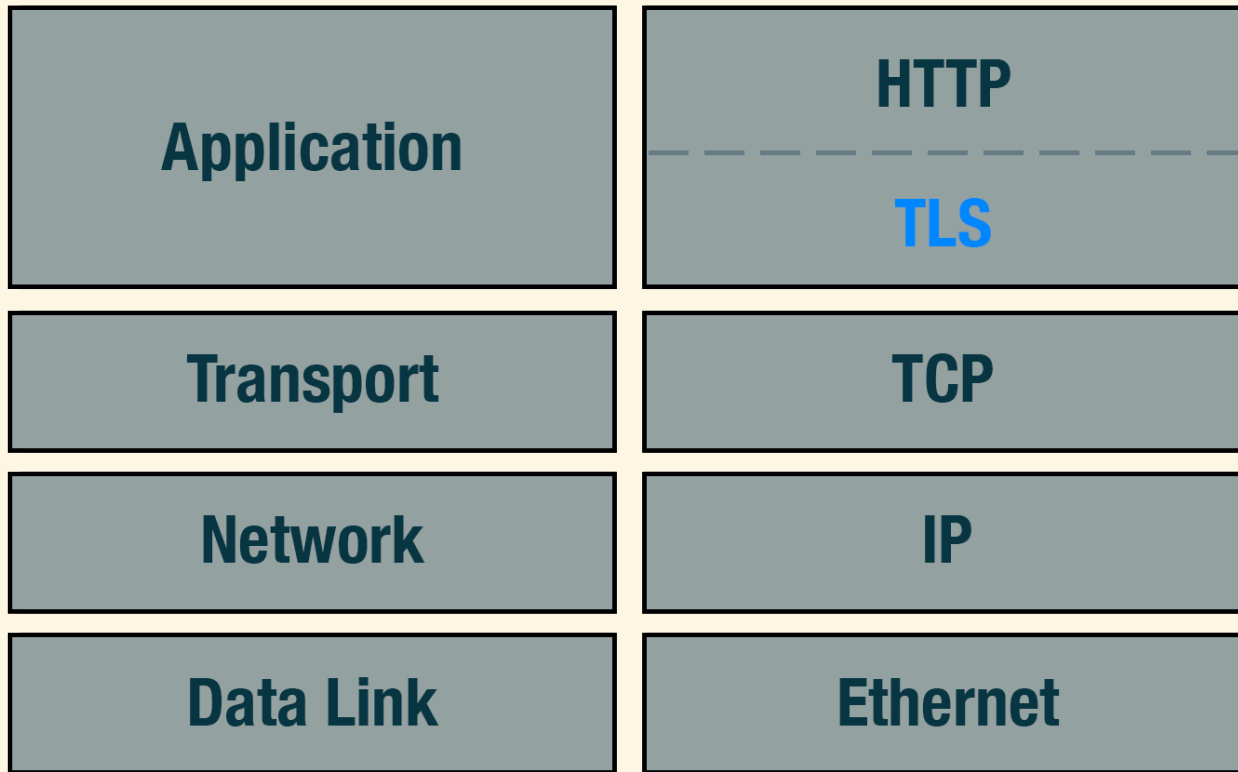 Application
HTTP
TLS
Transport
TCP
Network
IP
Data Link
Ethernet